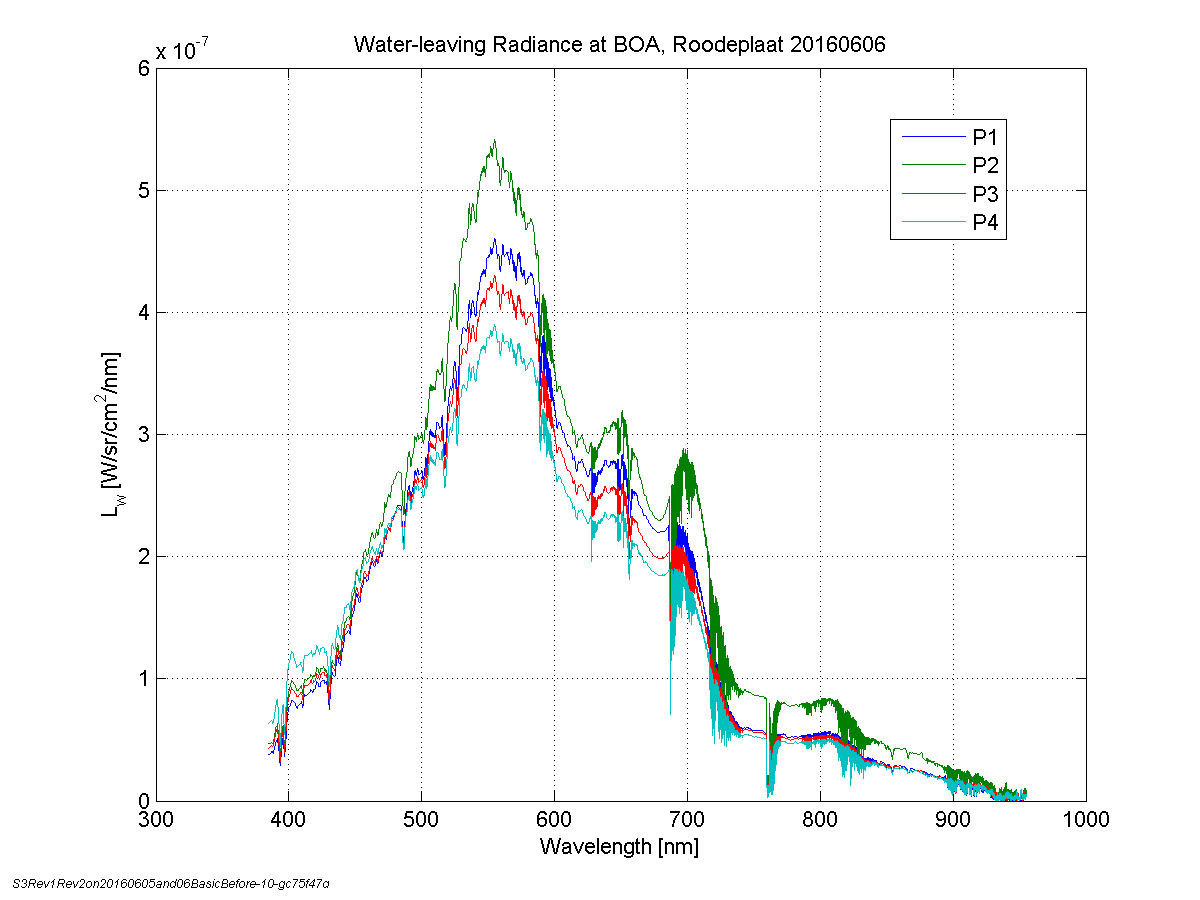 Water-leaving Radiance at BOA, Roodeplaat 20160606
x 10^-7
6
5
4
3
2
1
0
L_W [W/sr/cm^2/nm]
P1
P2
P3
P4
300 400 500 600 700 800 900 1000
Wavelength [nm]
S3Rev1Rev2on20160605and06BasicBefore-10-gc75f47d